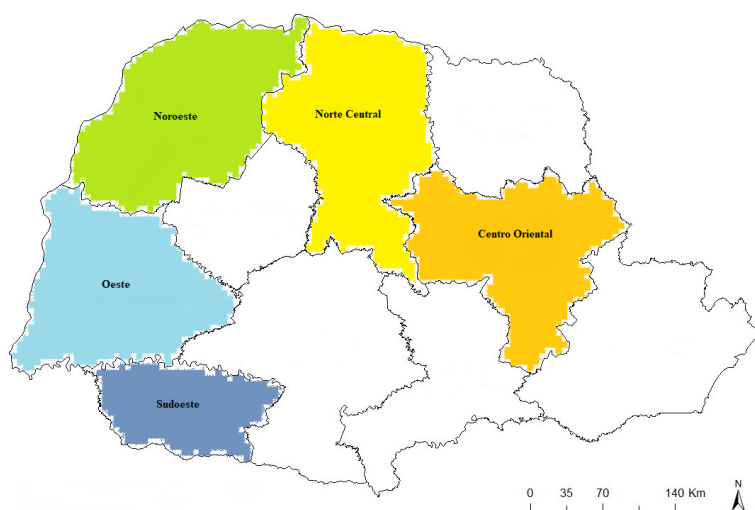 Noroeste
Norte Central
Centro Oriental
Oeste
Sudoeste
N
0 35 70 140 Km